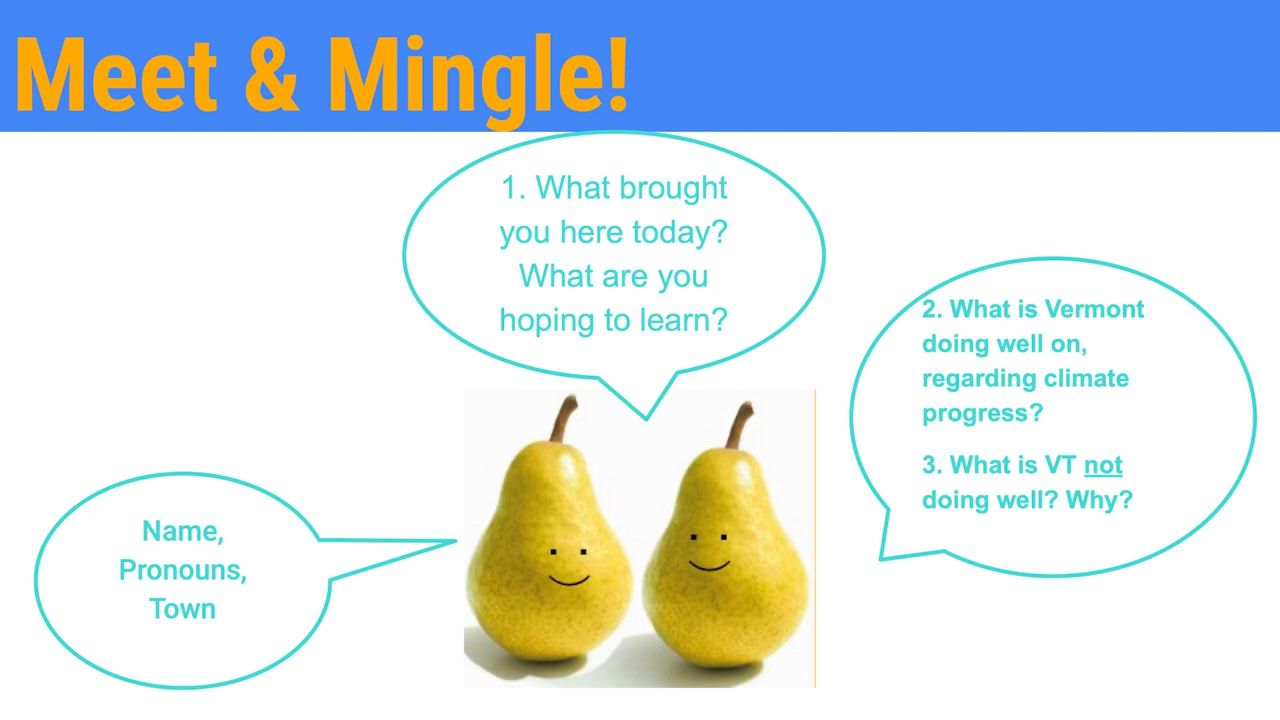 Meet & Mingle!
1. What brought
you here today?
What are you
hoping to learn?
2. What is Vermont
doing well on,
regarding climate
progress?
3. What is VT not
doing well? Why?
Name,
Pronouns,
Town